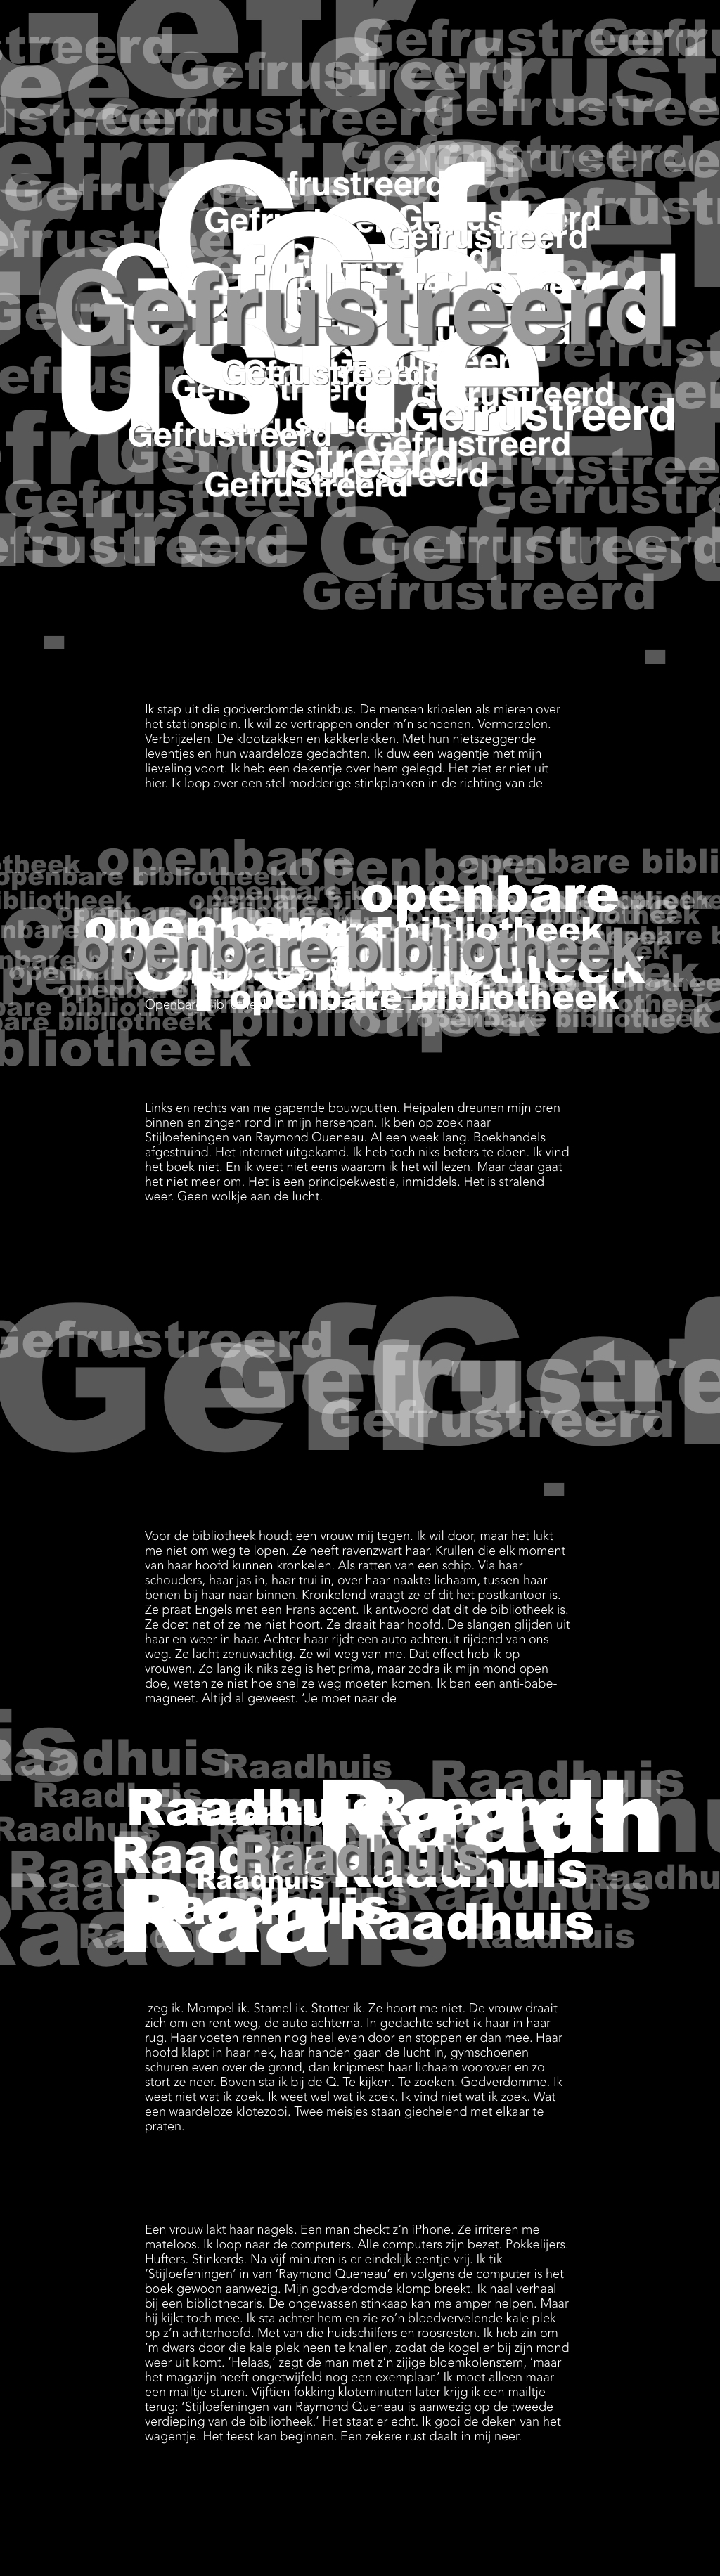 Gefrustreerd
Ik stap uit die godverdomde stinkbus. De mensen krioelen als mieren over
het stationsplein. Ik wil ze vertrappen onder m’n schoenen. Vermorzelen.
Verbrijzelen. De klootzakken en kakkerlakken. Met hun nietszeggende
leventjes en hun waardeloze gedachten. Ik duw een wagentje met mijn
lieveling voort. Ik heb een dekentje over hem gelegd. Het ziet er niet uit
hier. Ik loop over een stel modderige stinkplanken in de richting van de
openbare bibliotheek
Openbare Bibliotheek
Links en rechts van me gapende bouwputten. Heipalen dreunen mijn oren
binnen en zingen rond in mijn hersenpan. Ik ben op zoek naar
Stijloefeningen van Raymond Queneau. Al een week lang. Boekhandels
afgestruind. Het internet uitgekamd. Ik heb toch niks beters te doen. Ik vind
het boek niet. En ik weet niet eens waarom ik het wil lezen. Maar daar gaat
het niet meer om. Het is een principekwestie, inmiddels. Het is stralend
weer. Geen wolkje aan de lucht.
Gefrustreerd
Gefrustreerd
Voor de bibliotheek houdt een vrouw mij tegen. Ik wil door, maar het lukt
me niet om weg te lopen. Ze heeft ravenzwart haar. Krullen die elk moment
van haar hoofd kunnen kronkelen. Als ratten van een schip. Via haar
schouders, haar jas in, haar trui in, over haar naakte lichaam, tussen haar
benen bij haar naar binnen. Kronkelend vraagt ze of dit het postkantoor is.
Ze praat Engels met een Frans accent. Ik antwoord dat dit de bibliotheek is.
Ze doet net of ze me niet hoort. Ze draait haar hoofd. De slangen glijden uit
haar en weer in haar. Achter haar rijdt een auto achteruit rijdend van ons
weg. Ze lacht zenuwachtig. Ze wil weg van me. Dat effect heb ik op
vrouwen. Zo lang ik niks zeg is het prima, maar zodra ik mijn mond open
doe, weten ze niet hoe snel ze weg moeten komen. Ik ben een anti-babe-
magneet. Altijd al geweest. ‘Je moet naar de
Raadhuis
zeg ik. Mompel ik. Stamel ik. Stotter ik. Ze hoort me niet. De vrouw draait
zich om en rent weg, de auto achterna. In gedachte schiet ik haar in haar
rug. Haar voeten rennen nog heel even door en stoppen er dan mee. Haar
hoofd klapt in haar nek, haar handen gaan de lucht in, gymschoenen
schuren even over de grond, dan knipmest haar lichaam voorover en zo
stort ze neer. Boven sta ik bij de Q. Te kijken. Te zoeken. Godverdomme. Ik
weet niet wat ik zoek. Ik weet wel wat ik zoek. Ik vind niet wat ik zoek. Wat
een waardeloze klotezooi. Twee meisjes staan giechelend met elkaar te
praten.
Een vrouw lakt haar nagels. Een man checkt z’n iPhone. Ze irriteren me
mateloos. Ik loop naar de computers. Alle computers zijn bezet. Pokkelijers.
Hufters. Stinkerds. Na vijf minuten is er eindelijk eentje vrij. Ik tik
‘Stijloefeningen’ in van ‘Raymond Queneau’ en volgens de computer is het
boek gewoon aanwezig. Mijn godverdomde klomp breekt. Ik haal verhaal
bij een bibliothecaris. De ongewassen stinkaap kan me amper helpen. Maar
hij kijkt toch mee. Ik sta achter hem en zie zo’n bloedvervelende kale plek
op z’n achterhoofd. Met van die huidschilfers en roosresten. Ik heb zin om
‘m dwars door die kale plek heen te knallen, zodat de kogel er bij zijn mond
weer uit komt. ‘Helaas,’ zegt de man met z’n zijige bloemkolenstem, ‘maar
het magazijn heeft ongetwijfeld nog een exemplaar.’ Ik moet alleen maar
een mailtje sturen. Vijftien fokking kloteminuten later krijg ik een mailtje
terug: ‘Stijloefeningen van Raymond Queneau is aanwezig op de tweede
verdieping van de bibliotheek.’ Het staat er echt. Ik gooi de deken van het
wagentje. Het feest kan beginnen. Een zekere rust daalt in mij neer.